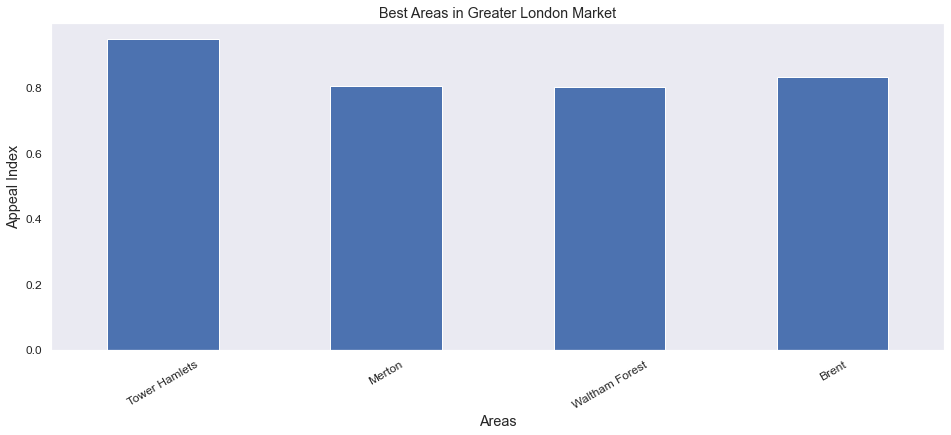 Best Areas in Greater London Market
Appeal Index
0.8
0.6
0.4
0.2
0.0
Tower Hamlets
Merton
Waltham Forest
Brent
Areas